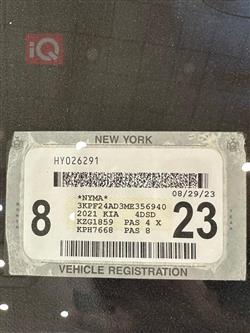 iQ
NEW YORK
HY026291
08/29/23
*NYMA*
3KPF24AD3ME356940
2021 KIA 4DSD
KZG1859 PAS 4 X
KPH7668 PAS 8
8 23
VEHICLE REGISTRATION